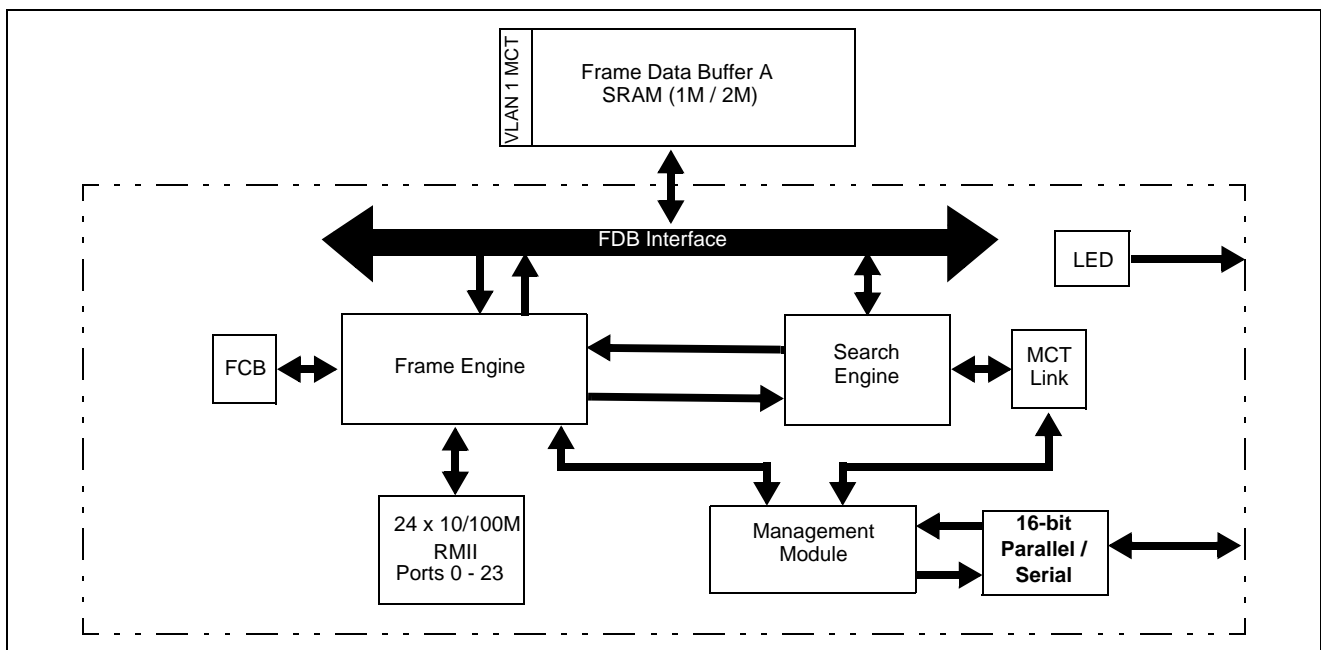 VLAN 1 MCT
Frame Data Buffer A
SRAM (1M / 2M)
FDB Interface
LED
FCB
Frame Engine
Search
Engine
MCT
Link
24 x 10/100M
RMII
Ports 0 - 23
Management
Module
16-bit
Parallel /
Serial